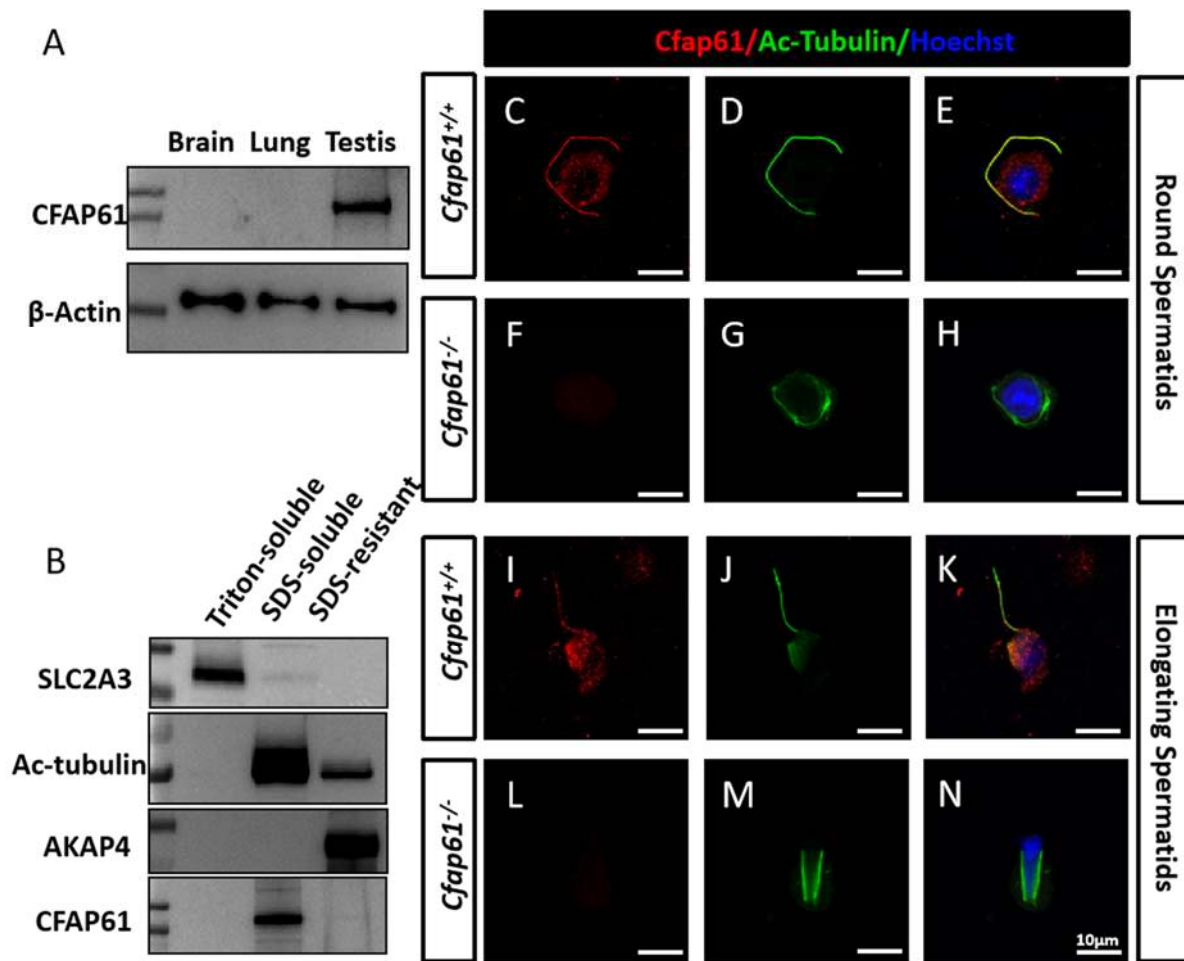 A
Brain Lung Testis
CFAP61
β-Actin
B
Triton-soluble
SDS-soluble
SDS-resistant
SLC2A3
Ac-tubulin
AKAP4
CFAP61
Cfap61/Ac-Tubulin/Hoechst
Cfap61+/+
C D E
Cfap61-/-
F G H
Round Spermatids
Cfap61+/+
I J K
Cfap61-/-
L M N
10μm
Elongating Spermatids